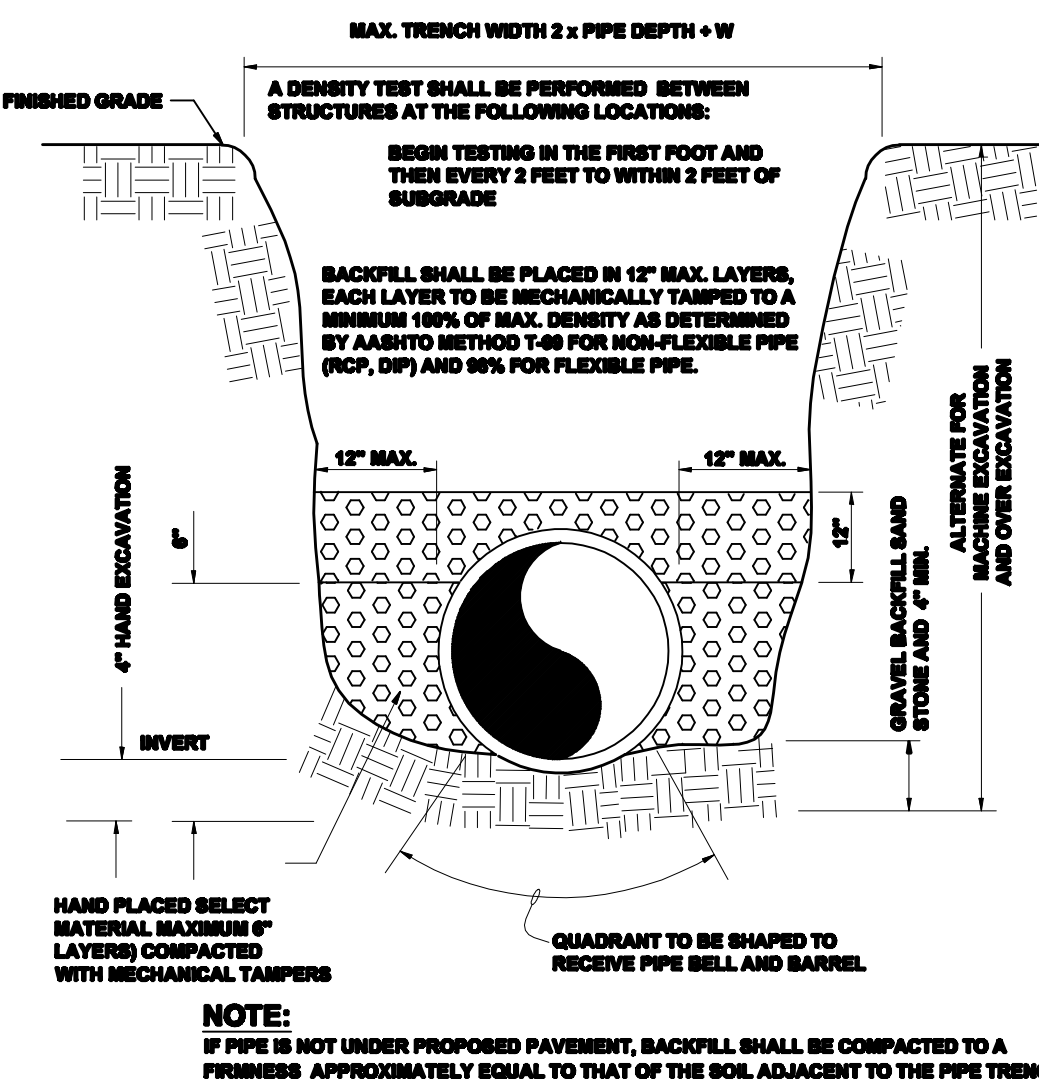 MAX. TRENCH WIDTH 2 x PIPE DEPTH + W
FINISHED GRADE
A DENSITY TEST SHALL BE PERFORMED BETWEEN
STRUCTURES AT THE FOLLOWING LOCATIONS:
BEGIN TESTING IN THE FIRST FOOT AND
THEN EVERY 2 FEET TO WITHIN 2 FEET OF
SUBGRADE
BACKFILL SHALL BE PLACED IN 12" MAX. LAYERS,
EACH LAYER TO BE MECHANICALLY TAMPED TO A
MINIMUM 100% OF MAX. DENSITY AS DETERMINED
BY AASHTO METHOD T-99 FOR NON-FLEXIBLE PIPE
(RCP, DIP) AND 98% FOR FLEXIBLE PIPE.
12" MAX.
12" MAX.
4" HAND EXCAVATION
6"
12"
GRAVEL BACKFILL SAND
STONE AND 4" MIN.
ALTERNATE FOR
MACHINE EXCAVATION
AND OVER EXCAVATION
INVERT
HAND PLACED SELECT
MATERIAL MAXIMUM 6"
LAYERS) COMPACTED
WITH MECHANICAL TAMPERS
QUADRANT TO BE SHAPED TO
RECEIVE PIPE BELL AND BARREL
NOTE:
IF PIPE IS NOT UNDER PROPOSED PAVEMENT, BACKFILL SHALL BE COMPACTED TO A
FIRMNESS APPROXIMATELY EQUAL TO THAT OF THE SOIL ADJACENT TO THE PIPE TRENC